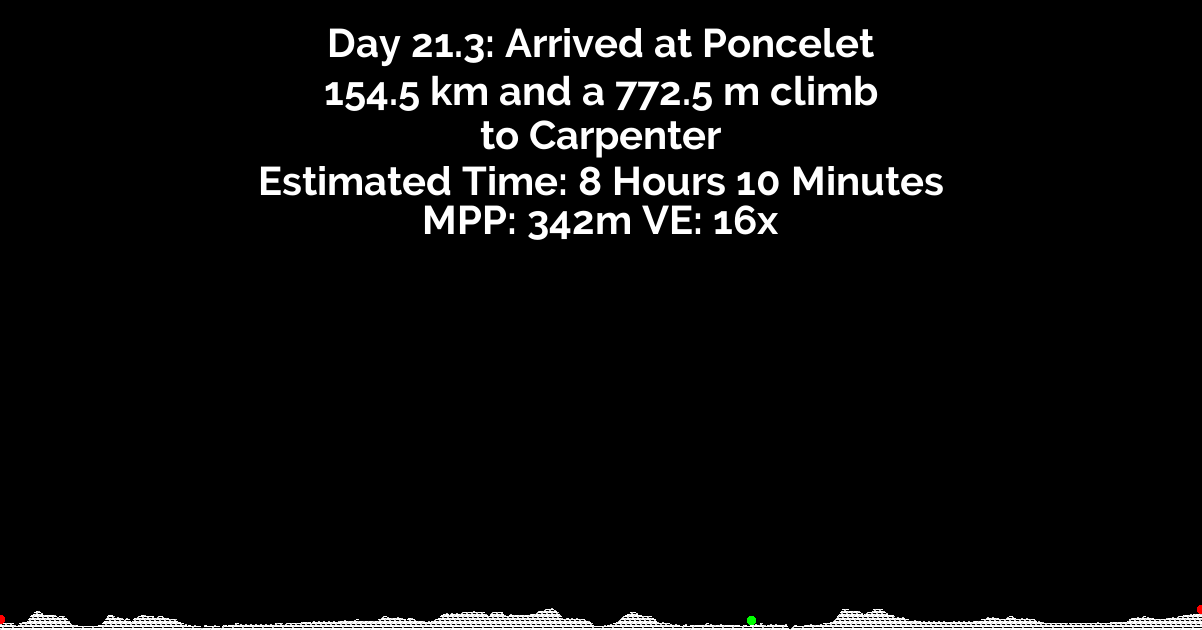 Day 21.3: Arrived at Poncelet
154.5 km and a 772.5 m climb
to Carpenter
Estimated Time: 8 Hours 10 Minutes
MPP: 342m VE: 16x